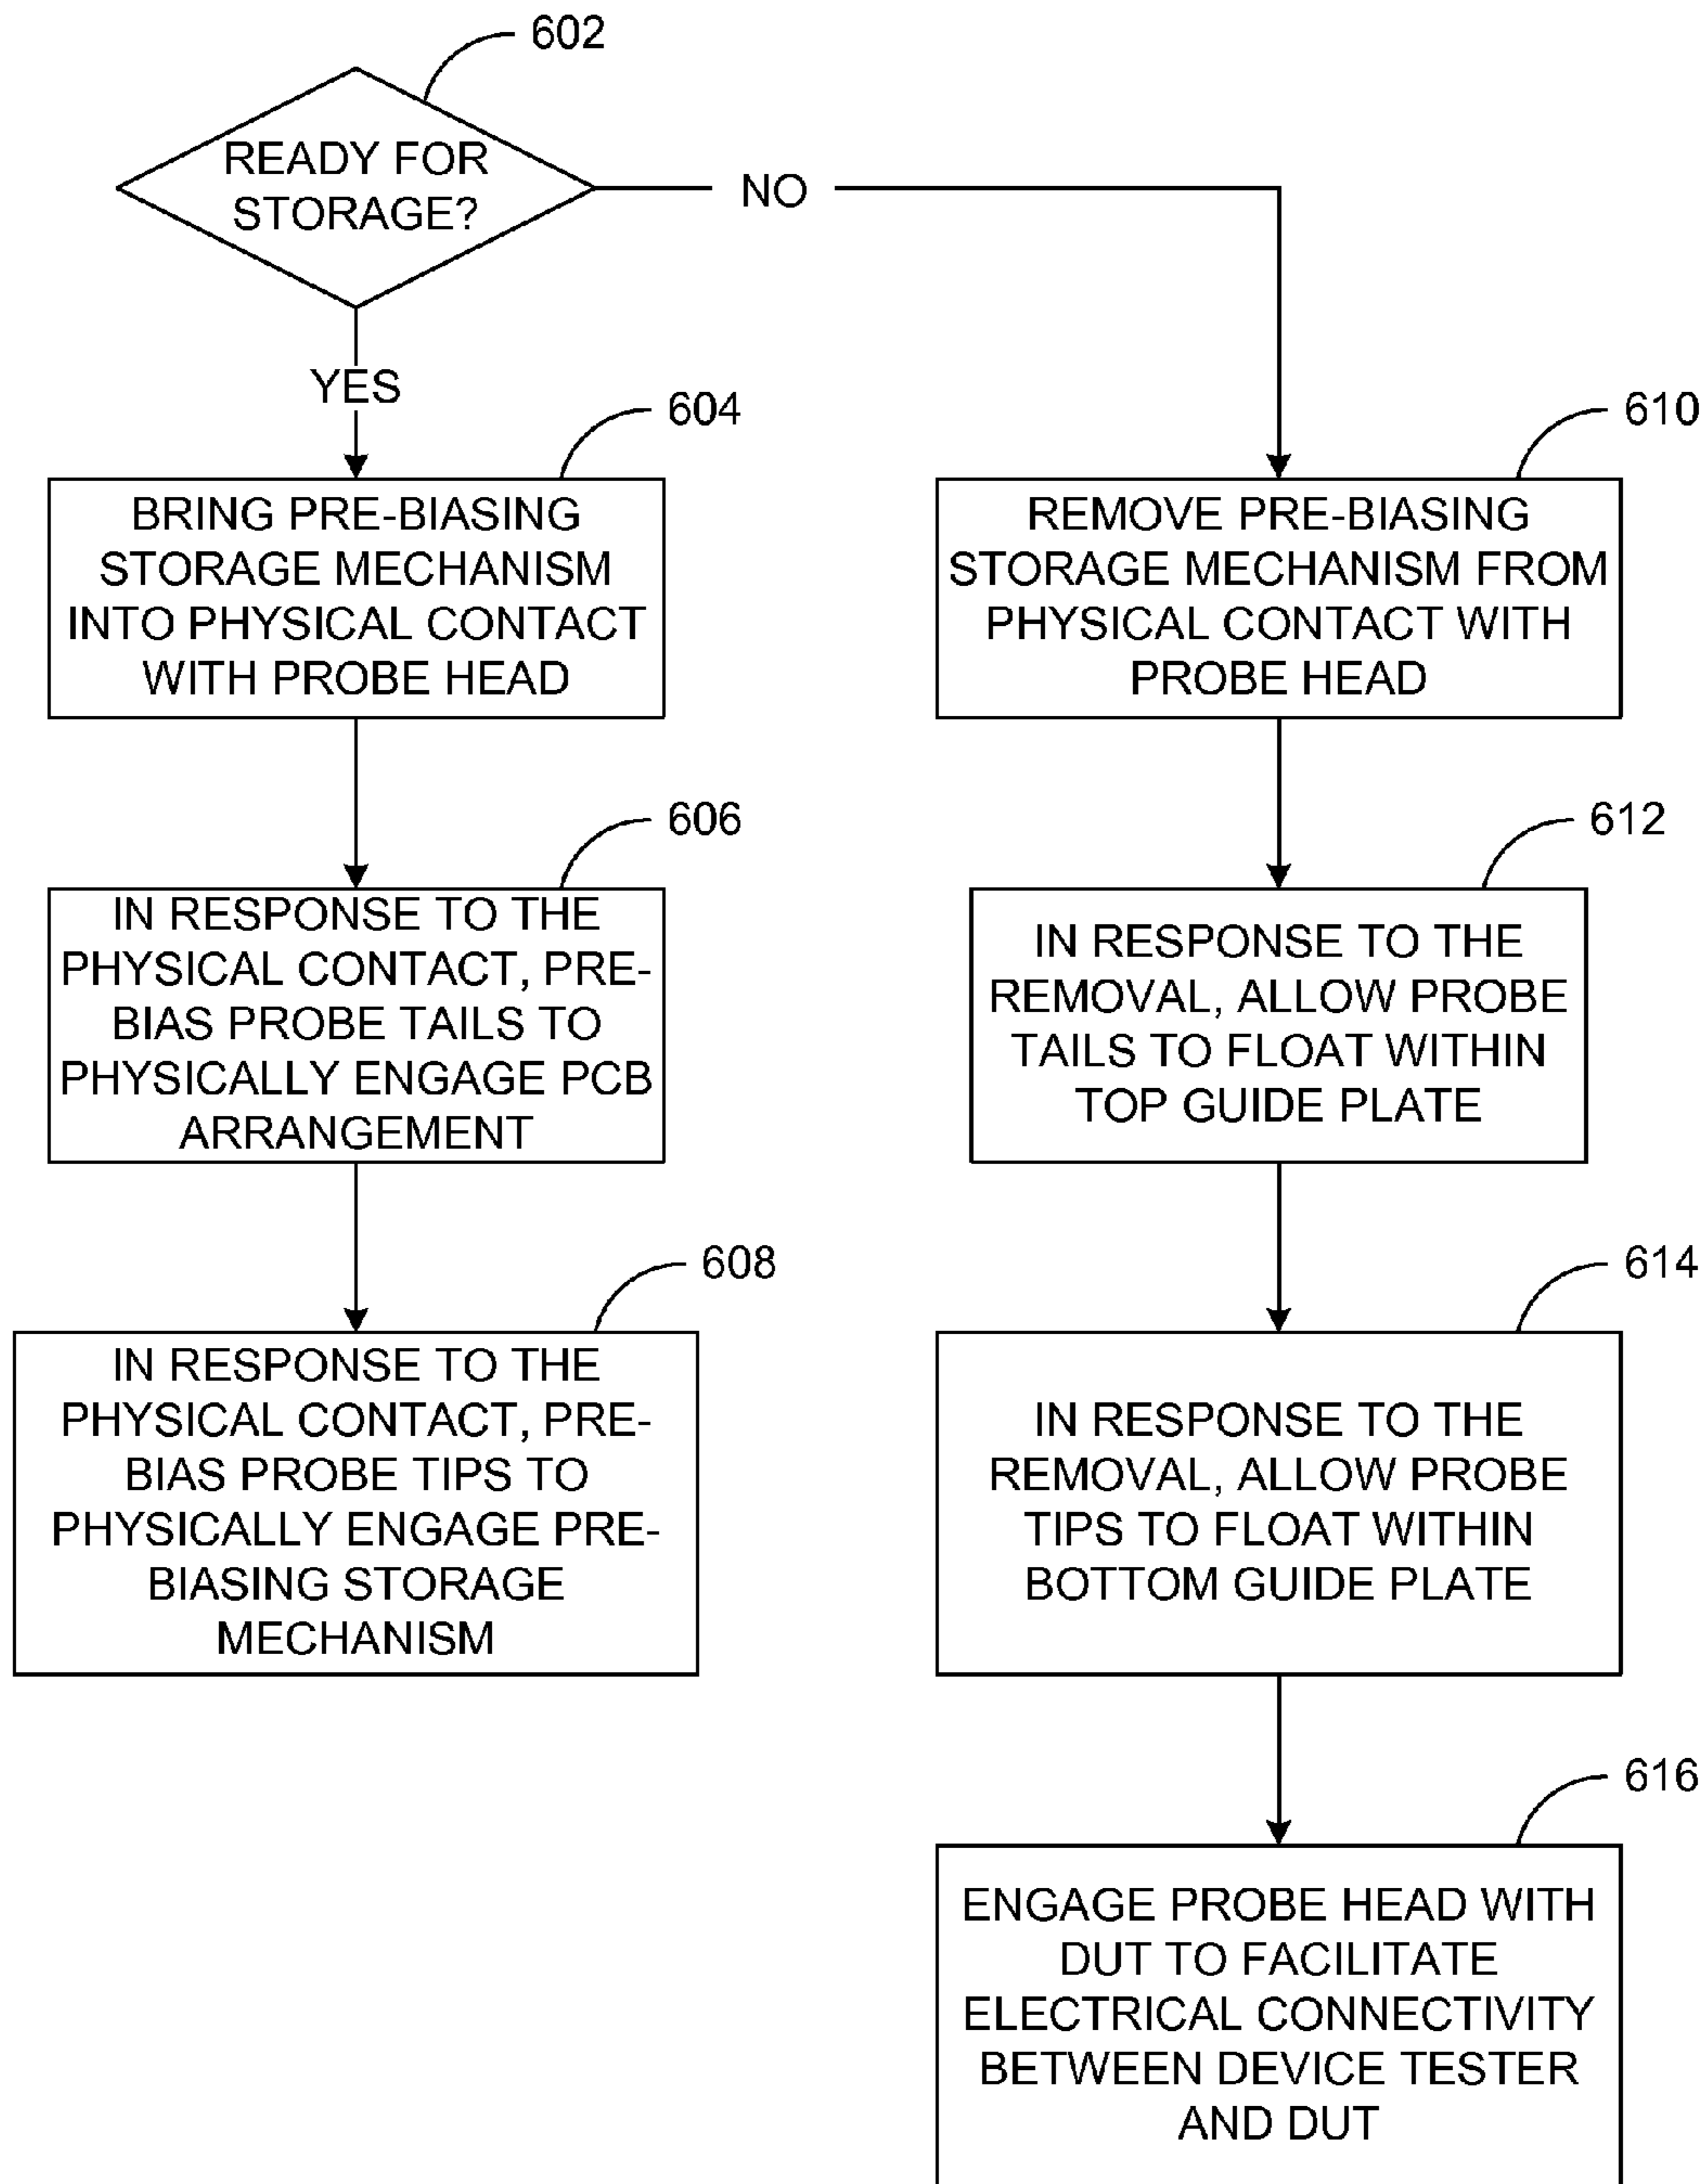 602
READY FOR
STORAGE?
NO
YES
604
BRING PRE-BIASING
STORAGE MECHANISM
INTO PHYSICAL CONTACT
WITH PROBE HEAD
606
IN RESPONSE TO THE
PHYSICAL CONTACT, PRE-
BIAS PROBE TAILS TO
PHYSICALLY ENGAGE PCB
ARRANGEMENT
608
IN RESPONSE TO THE
PHYSICAL CONTACT, PRE-
BIAS PROBE TIPS TO
PHYSICALLY ENGAGE PRE-
BIASING STORAGE
MECHANISM
610
REMOVE PRE-BIASING
STORAGE MECHANISM FROM
PHYSICAL CONTACT WITH
PROBE HEAD
612
IN RESPONSE TO THE
REMOVAL, ALLOW PROBE
TAILS TO FLOAT WITHIN
TOP GUIDE PLATE
614
IN RESPONSE TO THE
REMOVAL, ALLOW PROBE
TIPS TO FLOAT WITHIN
BOTTOM GUIDE PLATE
616
ENGAGE PROBE HEAD WITH
DUT TO FACILITATE
ELECTRICAL CONNECTIVITY
BETWEEN DEVICE TESTER
AND DUT